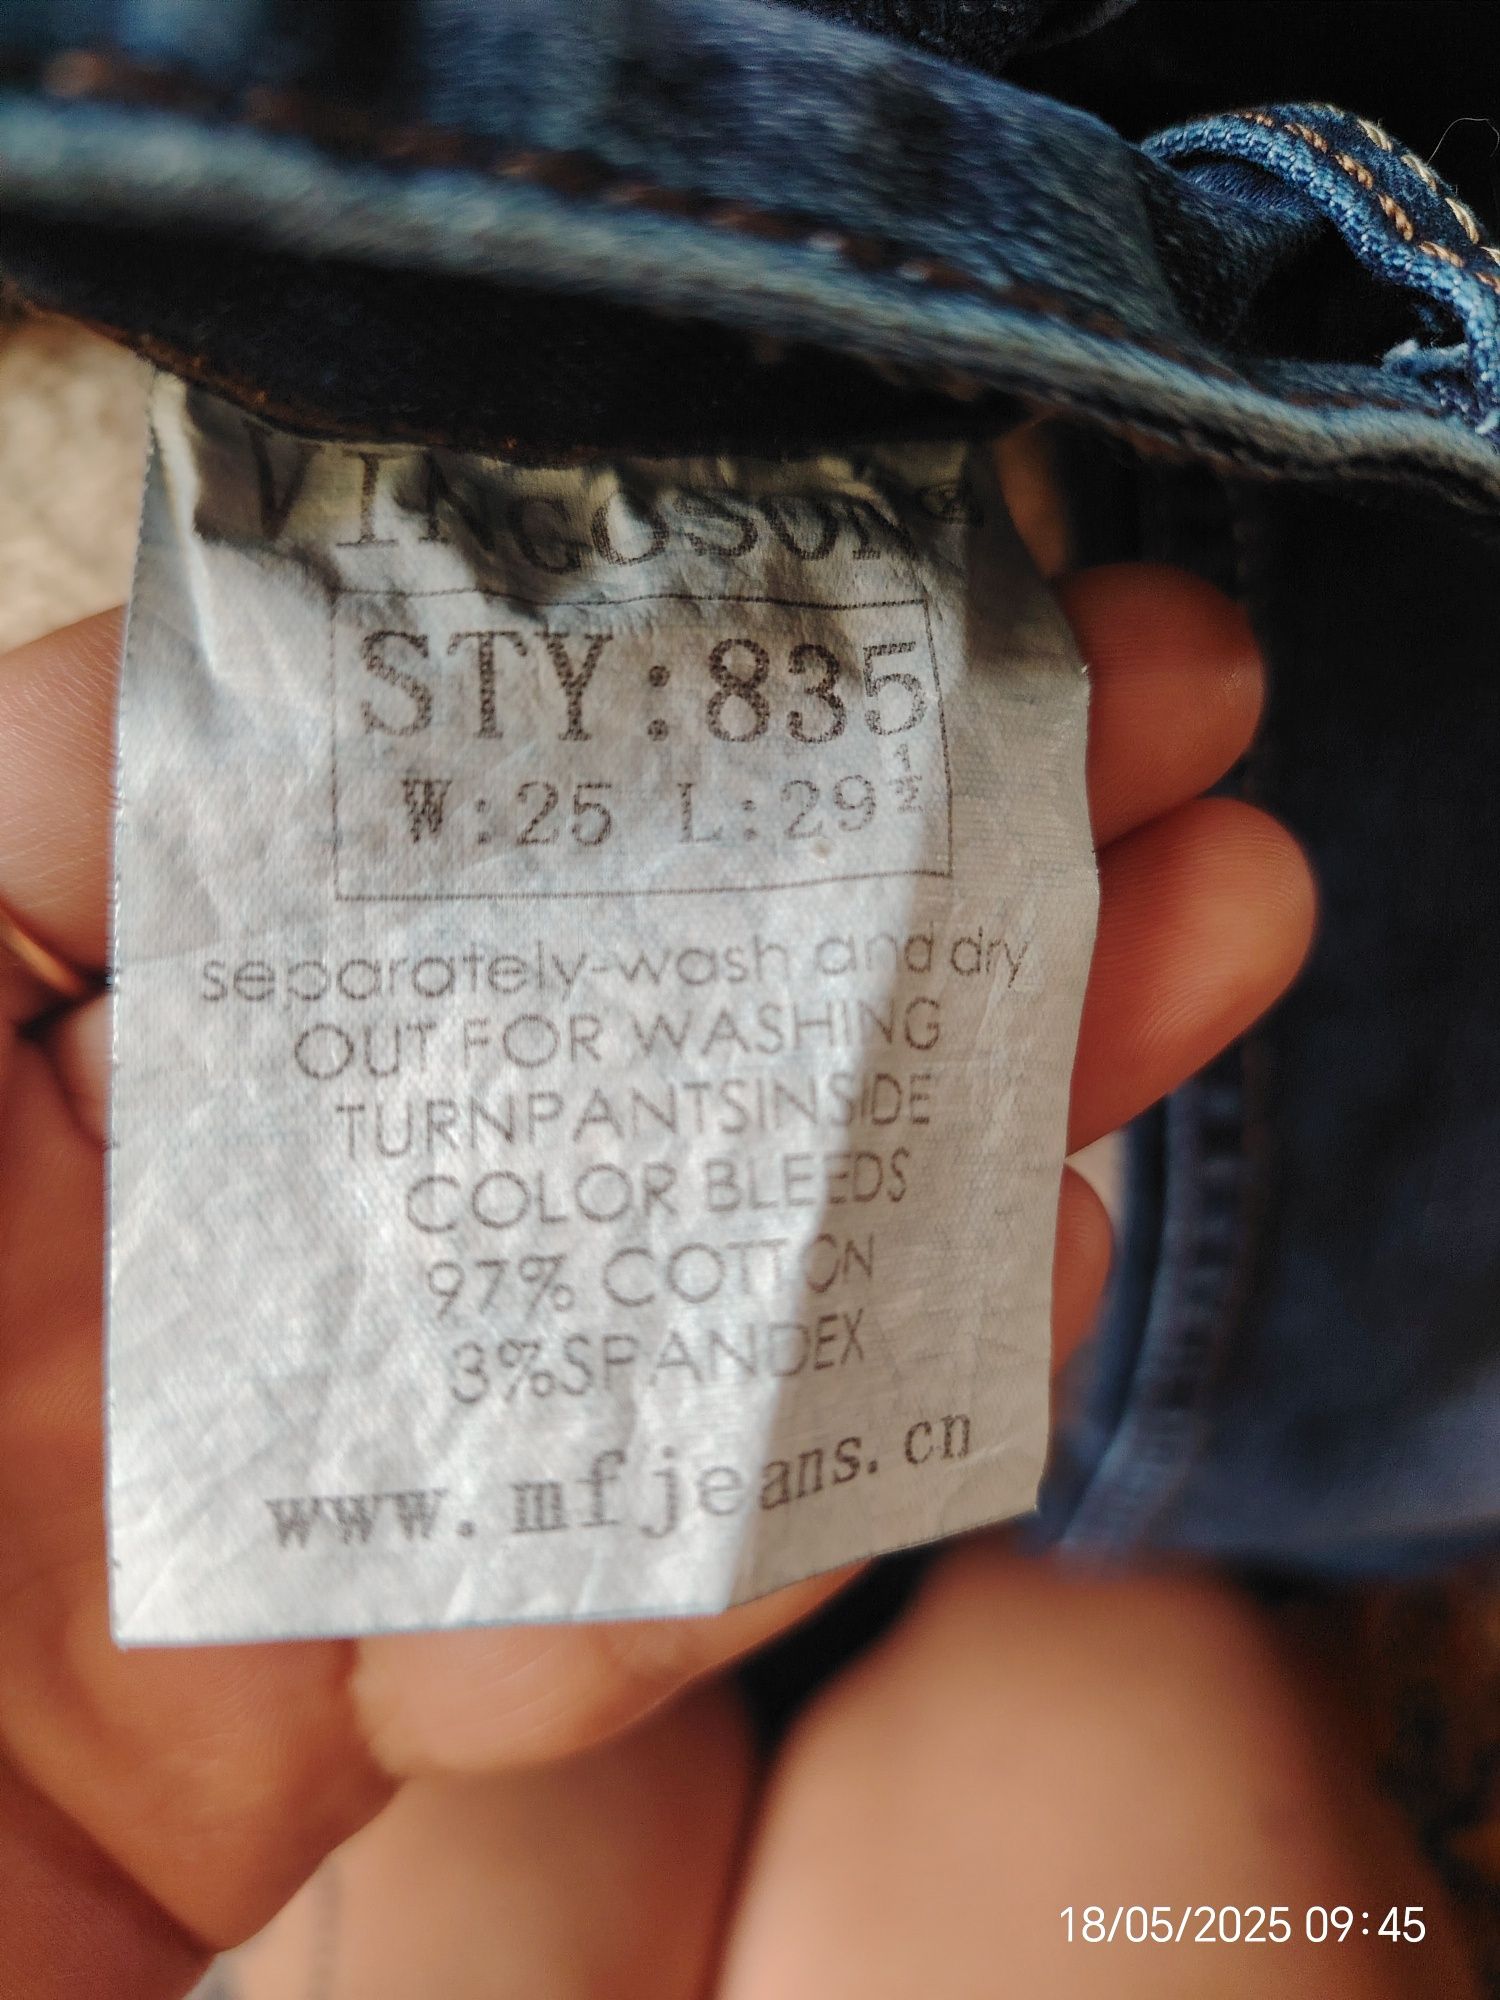 VINGOSON®
STY:835
W:25 L:29½
separately-wash and dry
OUT FOR WASHING
TURNPANTSINSIDE
COLOR BLEEDS
97% COTTON
3%SPANDEX
www.mfjeans.cn
18/05/2025 09:45